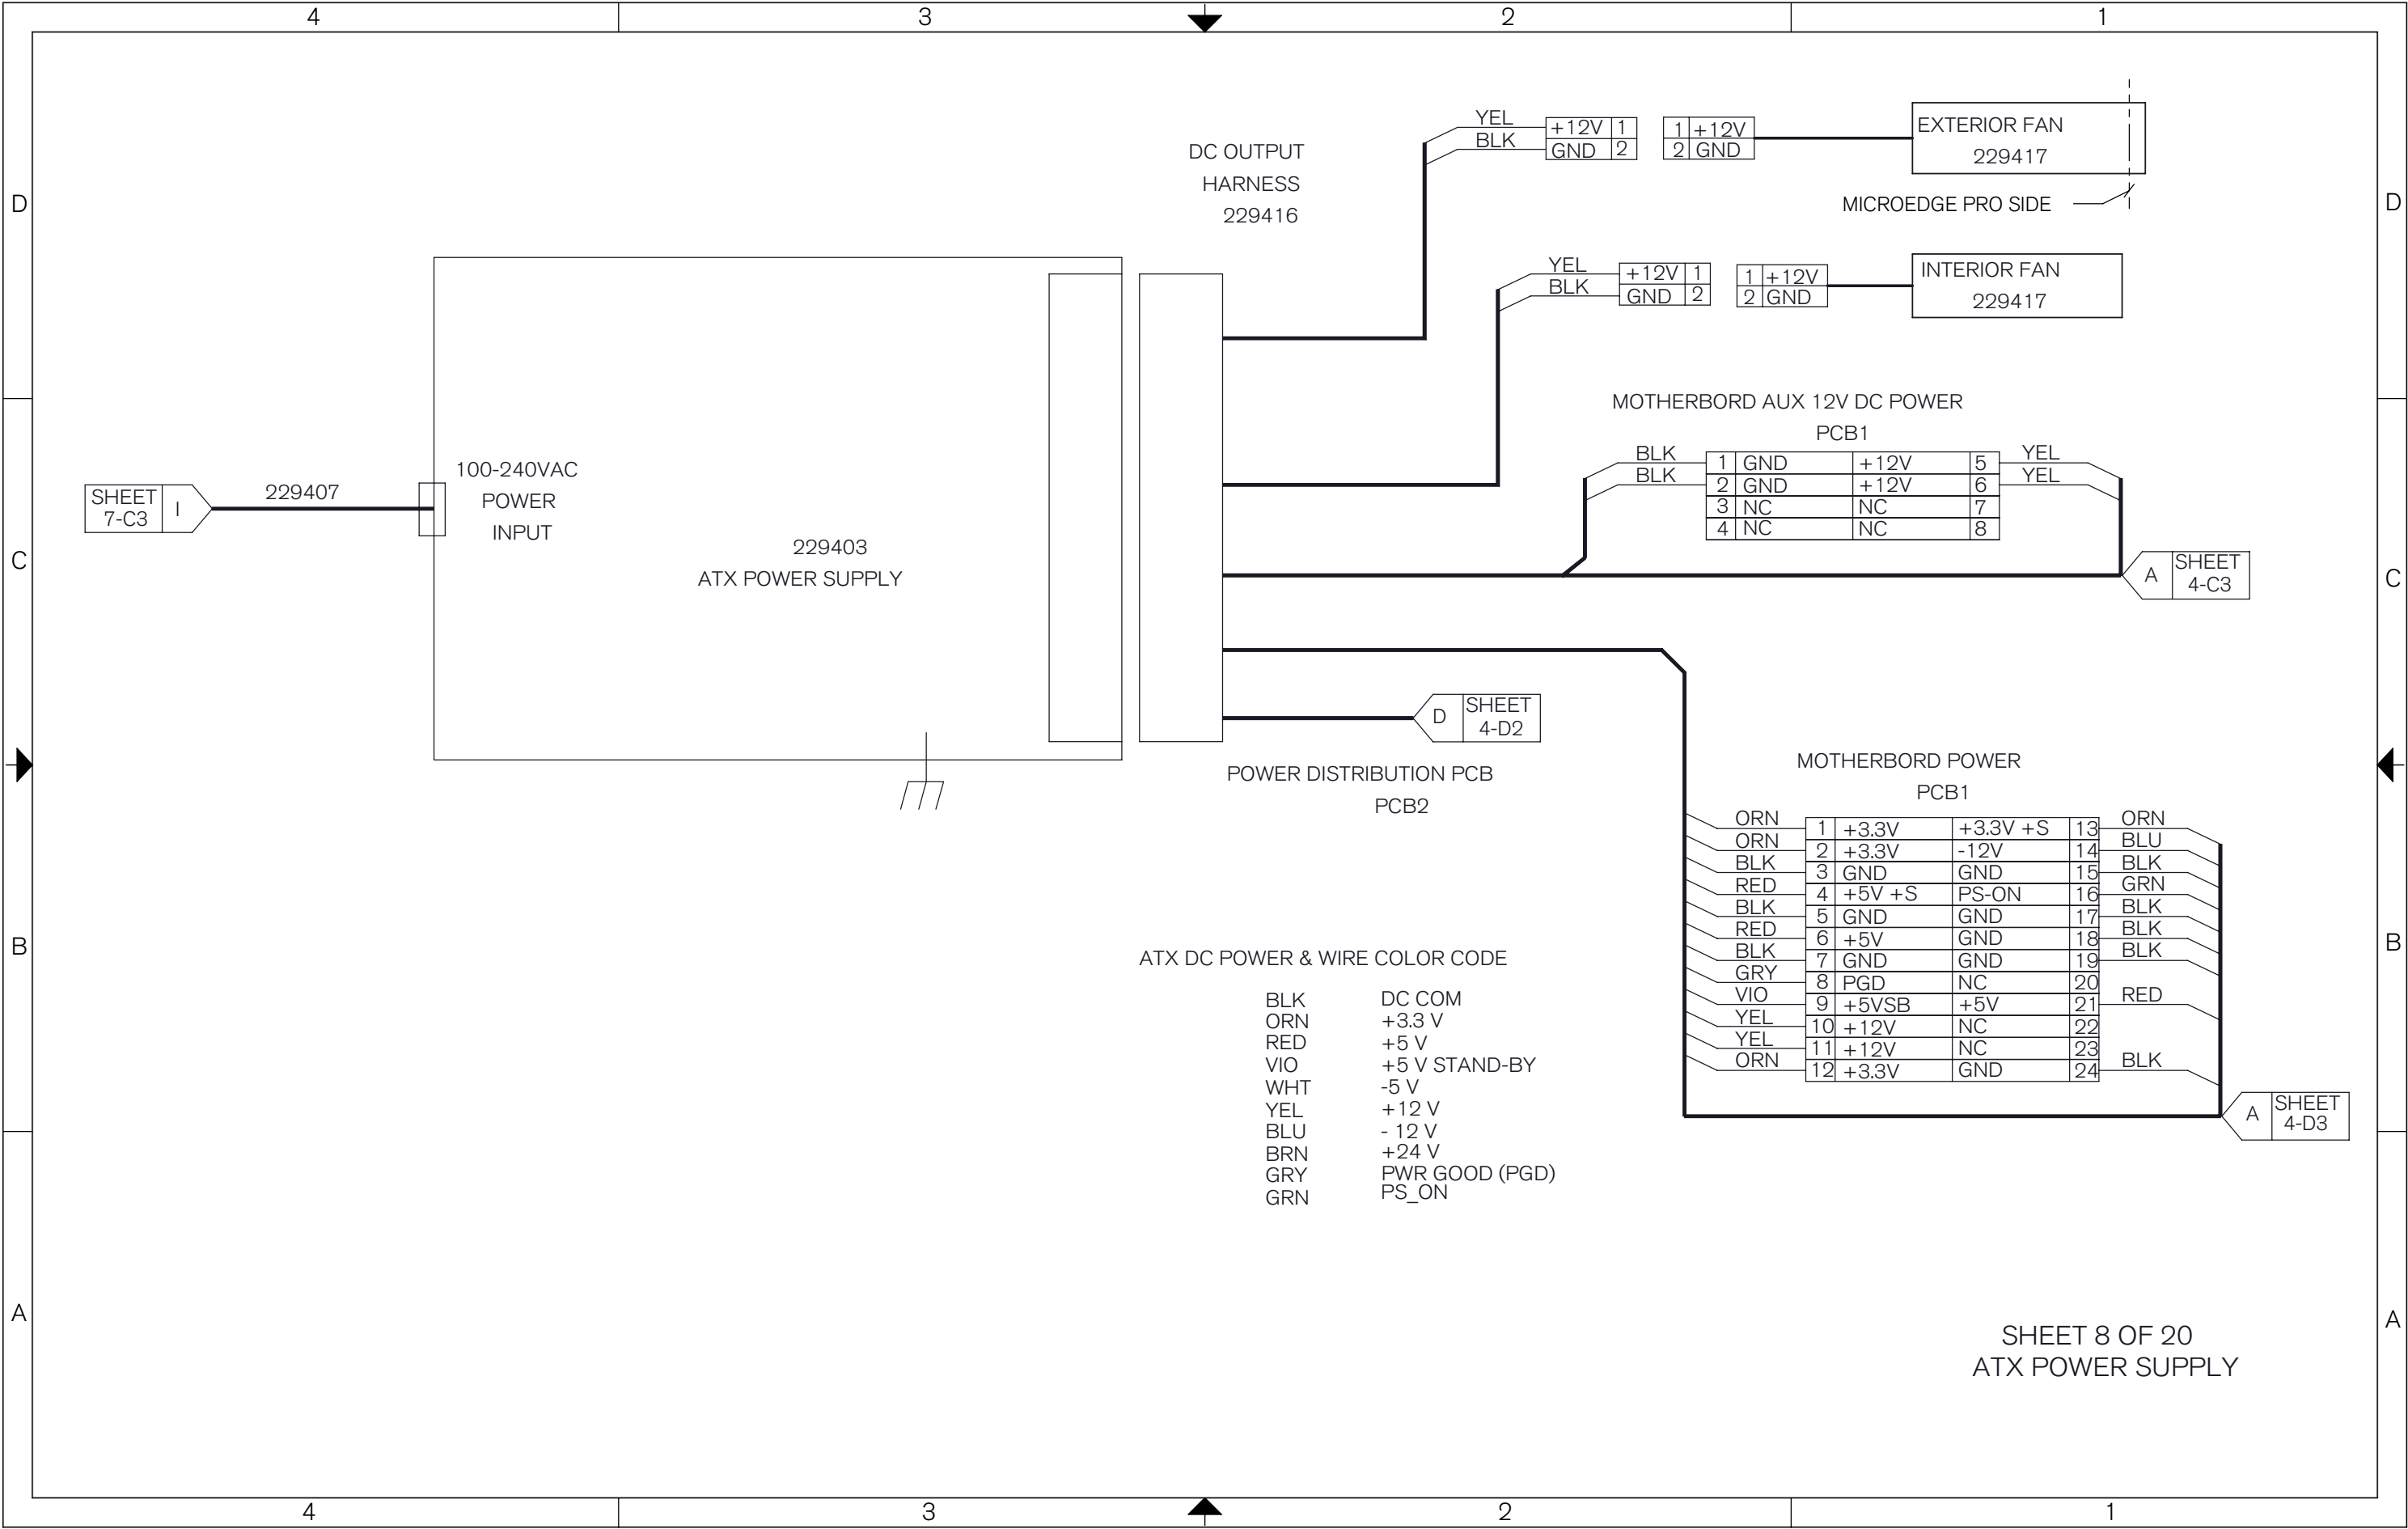 4 3 2 1
D
D
C
C
B
B
A
A
DC OUTPUT
HARNESS
229416
YEL
BLK
+12V 1
GND 2
1 +12V
2 GND
EXTERIOR FAN
229417
MICROEDGE PRO SIDE
YEL
BLK
+12V 1
GND 2
1 +12V
2 GND
INTERIOR FAN
229417
SHEET
7-C3
I
229407
100-240VAC
POWER
INPUT
229403
ATX POWER SUPPLY
MOTHERBORD AUX 12V DC POWER
PCB1
BLK 1 GND +12V 5 YEL
BLK 2 GND +12V 6 YEL
3 NC NC 7
4 NC NC 8
A
SHEET
4-C3
D
SHEET
4-D2
POWER DISTRIBUTION PCB
PCB2
MOTHERBORD POWER
PCB1
ORN 1 +3.3V +3.3V +S 13 ORN
ORN 2 +3.3V -12V 14 BLU
BLK 3 GND GND 15 BLK
RED 4 +5V +S PS-ON 16 GRN
BLK 5 GND GND 17 BLK
RED 6 +5V GND 18 BLK
BLK 7 GND GND 19 BLK
GRY 8 PGD NC 20
VIO 9 +5VSB +5V 21 RED
YEL 10 +12V NC 22
YEL 11 +12V NC 23
ORN 12 +3.3V GND 24 BLK
A
SHEET
4-D3
ATX DC POWER & WIRE COLOR CODE
BLK DC COM
ORN +3.3 V
RED +5 V
VIO +5 V STAND-BY
WHT -5 V
YEL +12 V
BLU - 12 V
BRN +24 V
GRY PWR GOOD (PGD)
GRN PS_ON
SHEET 8 OF 20
ATX POWER SUPPLY
4 3 2 1